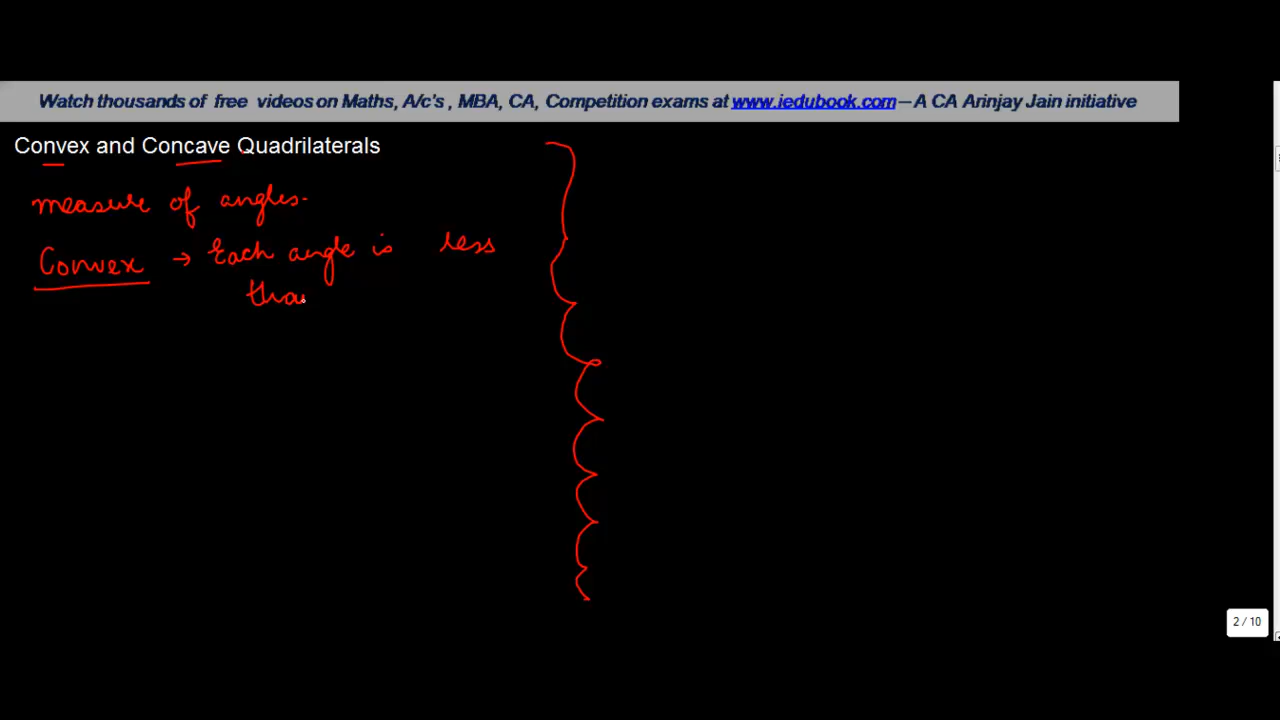 Watch thousands of free videos on Maths, A/c's , MBA, CA, Competition exams at www.iedubook.com – A CA Arinjay Jain initiative
Convex and Concave Quadrilaterals
measure of angles.
Convex → Each angle is less
than
2 / 10